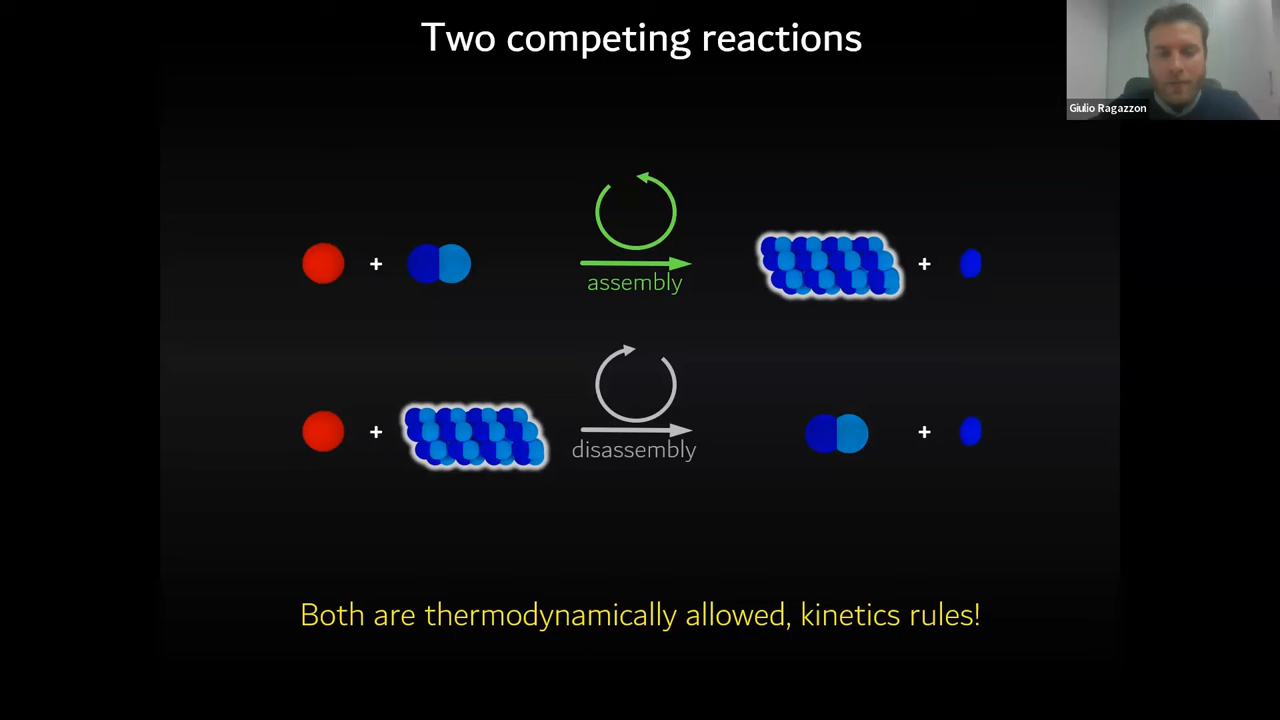 Two competing reactions
Giulio Ragazzon
+
assembly
+
+
disassembly
+
Both are thermodynamically allowed, kinetics rules!